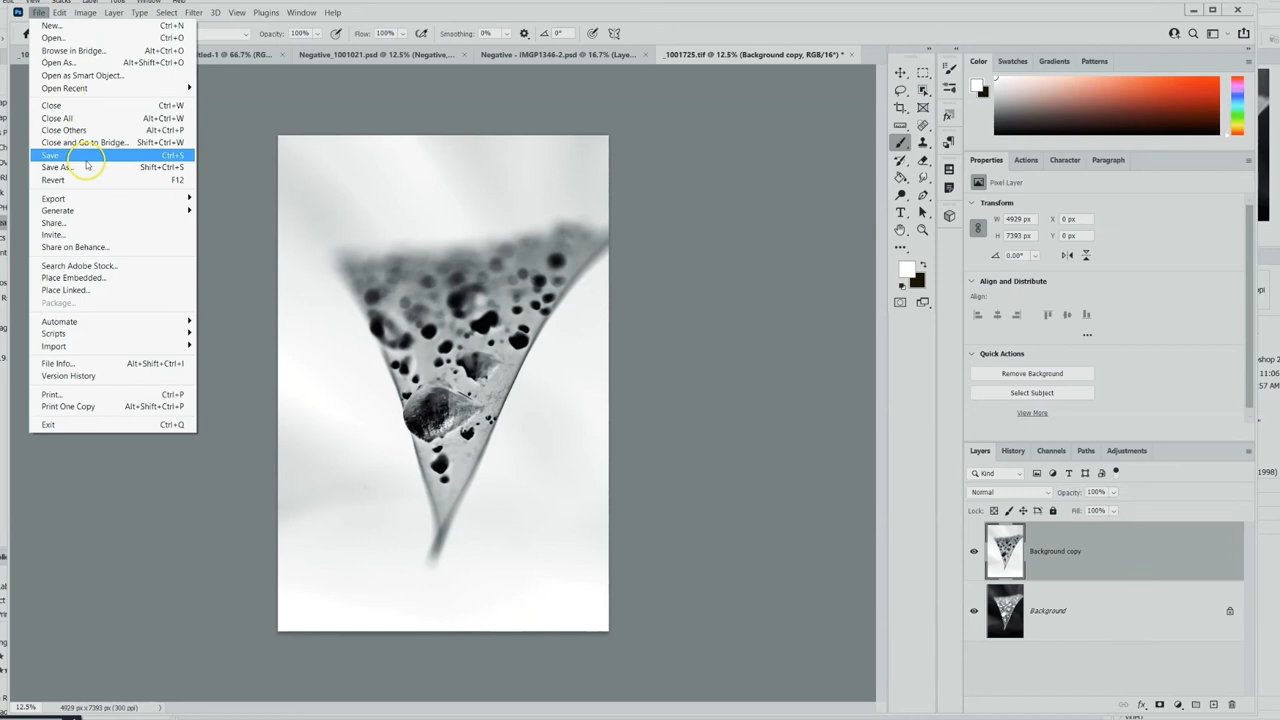 File Edit Image Layer Type Select Filter 3D View Plugins Window Help
Opacity: 100% Flow: 100% Smoothing: 0% 0°
New... Ctrl+N
Open... Ctrl+O
Browse in Bridge... Alt+Ctrl+O
Open As... Alt+Shift+Ctrl+O
Open as Smart Object...
Open Recent
Close Ctrl+W
Close All Alt+Ctrl+W
Close Others Alt+Ctrl+P
Close and Go to Bridge... Shift+Ctrl+W
Save Ctrl+S
Save As... Shift+Ctrl+S
Revert F12
Export
Generate
Share...
Invite...
Share on Behance...
Search Adobe Stock...
Place Embedded...
Place Linked...
Package...
Automate
Scripts
Import
File Info... Alt+Shift+Ctrl+I
Version History
Print... Ctrl+P
Print One Copy Alt+Shift+Ctrl+P
Exit Ctrl+Q
titled-1 @ 66.7% (RG... × Negative_1001021.psd @ 12.5% (Negative,... × Negative - IMGP1346-2.psd @ 16.7% (Laye... × _1001725.tif @ 12.5% (Background copy, RGB/16*) * ×
Color Swatches Gradients Patterns
Properties Actions Character Paragraph
Pixel Layer
Transform
W 4929 px X 0 px
H 7393 px Y 0 px
0.00°
Align and Distribute
Align:
Quick Actions
Remove Background
Select Subject
View More
Layers History Channels Paths Adjustments
Kind
Normal Opacity: 100%
Lock: Fill: 100%
Background copy
Background
12.5% 4929 px x 7393 px (300 ppi)